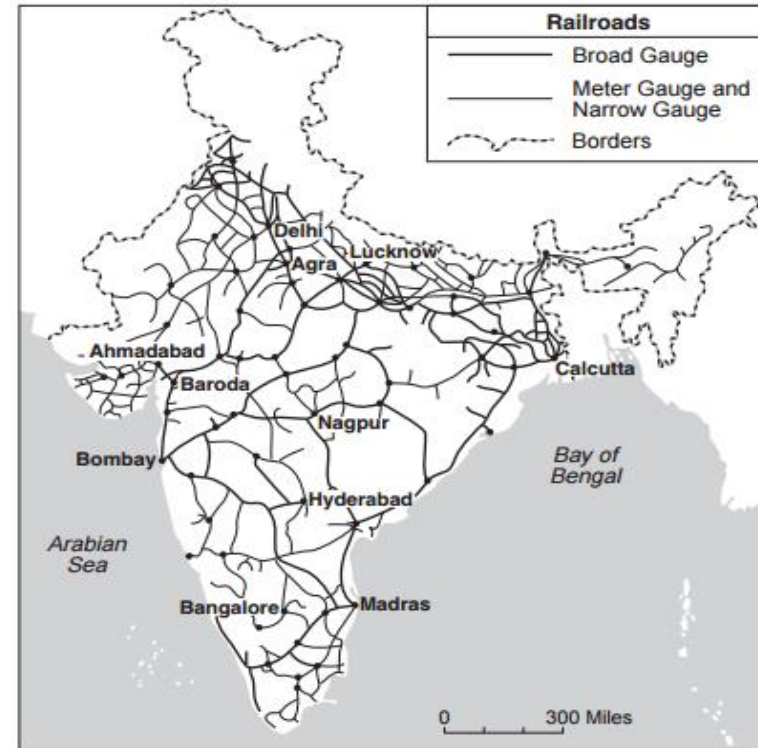 Railroads
Broad Gauge
Meter Gauge and
Narrow Gauge
Borders
Delhi
Lucknow
Agra
Ahmadabad
Baroda
Calcutta
Nagpur
Bombay
Bay of
Bengal
Hyderabad
Arabian
Sea
Bangalore
Madras
0 300 Miles